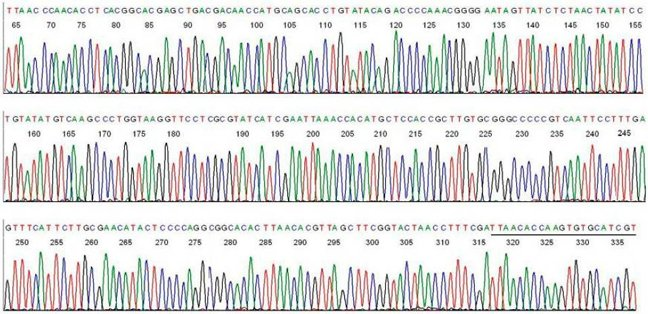 TTAACCCAACACCTCACGGCACGAGCTGACGACAACCATGCAGCACCTGTATACAGACCCCAAACGGGGAATAGTTATCTCTAACTATATCC
65 70 75 80 85 90 95 100 105 110 115 120 125 130 135 140 145 150 155
TGTATATGTCAAGCCCTGGTAAGGTTCCTCGCGTATCATCGAATTAAACCACATGCTCCACCGCTTGTGCGGGCCCCCGTCAATTCCTTTGA
160 165 170 175 180 190 195 200 205 210 215 220 225 230 235 240 245
GTTTCATTCTTGCGAACATACTCCCCAGGCGGCACACTTAACACGTTAGCTTCGGTACTAACCTTTCGATTAACACCAAGTGTGCATCGT
250 255 260 265 270 275 280 285 290 295 300 305 310 315 320 325 330 335